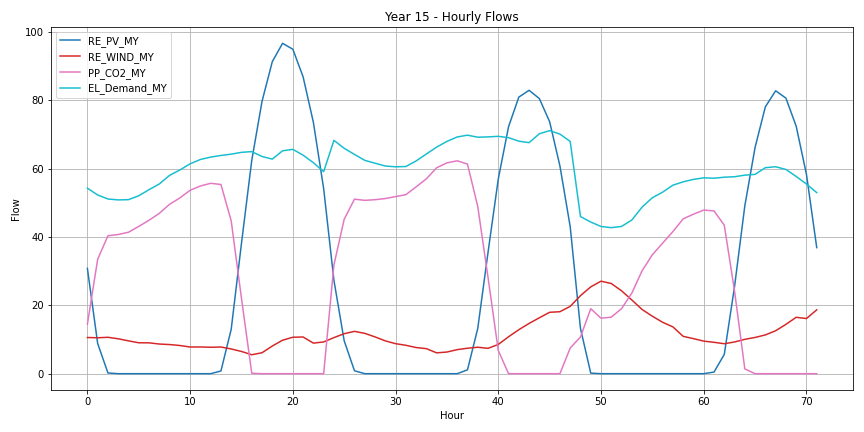 Year 15 - Hourly Flows
RE_PV_MY
RE_WIND_MY
PP_CO2_MY
EL_Demand_MY
100
80
60
40
20
0
Flow
0 10 20 30 40 50 60 70
Hour